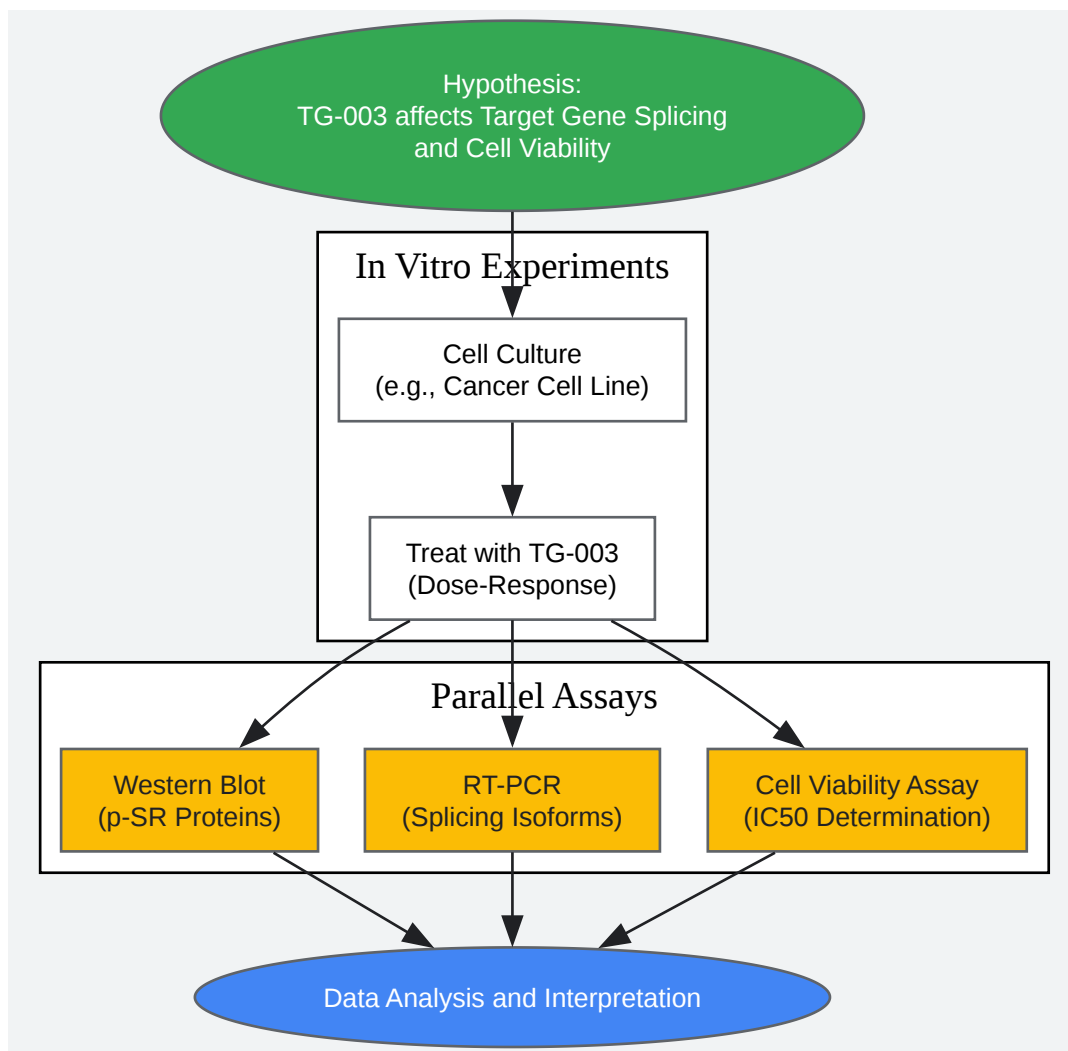 Hypothesis:
TG-003 affects Target Gene Splicing
and Cell Viability
In Vitro Experiments
Cell Culture
(e.g., Cancer Cell Line)
Treat with TG-003
(Dose-Response)
Parallel Assays
Western Blot
(p-SR Proteins)
RT-PCR
(Splicing Isoforms)
Cell Viability Assay
(IC50 Determination)
Data Analysis and Interpretation